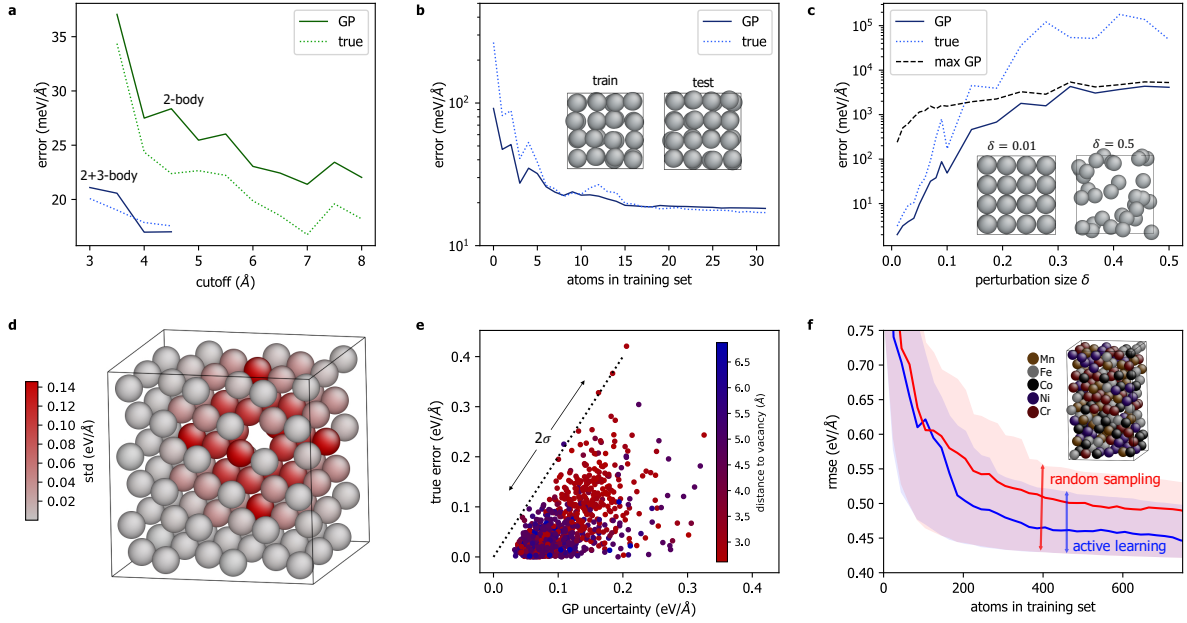 a
GP
true
2-body
2+3-body
35
30
25
20
error (meV/Å)
3 4 5 6 7 8
cutoff (Å)
b
GP
true
train
test
10²
10¹
error (meV/Å)
0 5 10 15 20 25 30
atoms in training set
c
GP
true
max GP
δ = 0.01
δ = 0.5
10⁵
10⁴
10³
10²
10¹
error (meV/Å)
0.0 0.1 0.2 0.3 0.4 0.5
perturbation size δ
d
0.14
0.12
0.10
0.08
0.06
0.04
0.02
std (eV/Å)
e
2σ
0.4
0.3
0.2
0.1
0.0
true error (eV/Å)
0.0 0.1 0.2 0.3 0.4
GP uncertainty (eV/Å)
6.5
6.0
5.5
5.0
4.5
4.0
3.5
3.0
distance to vacancy (Å)
f
Mn
Fe
Co
Ni
Cr
random sampling
active learning
0.75
0.70
0.65
0.60
0.55
0.50
0.45
0.40
rmse (eV/Å)
0 200 400 600
atoms in training set